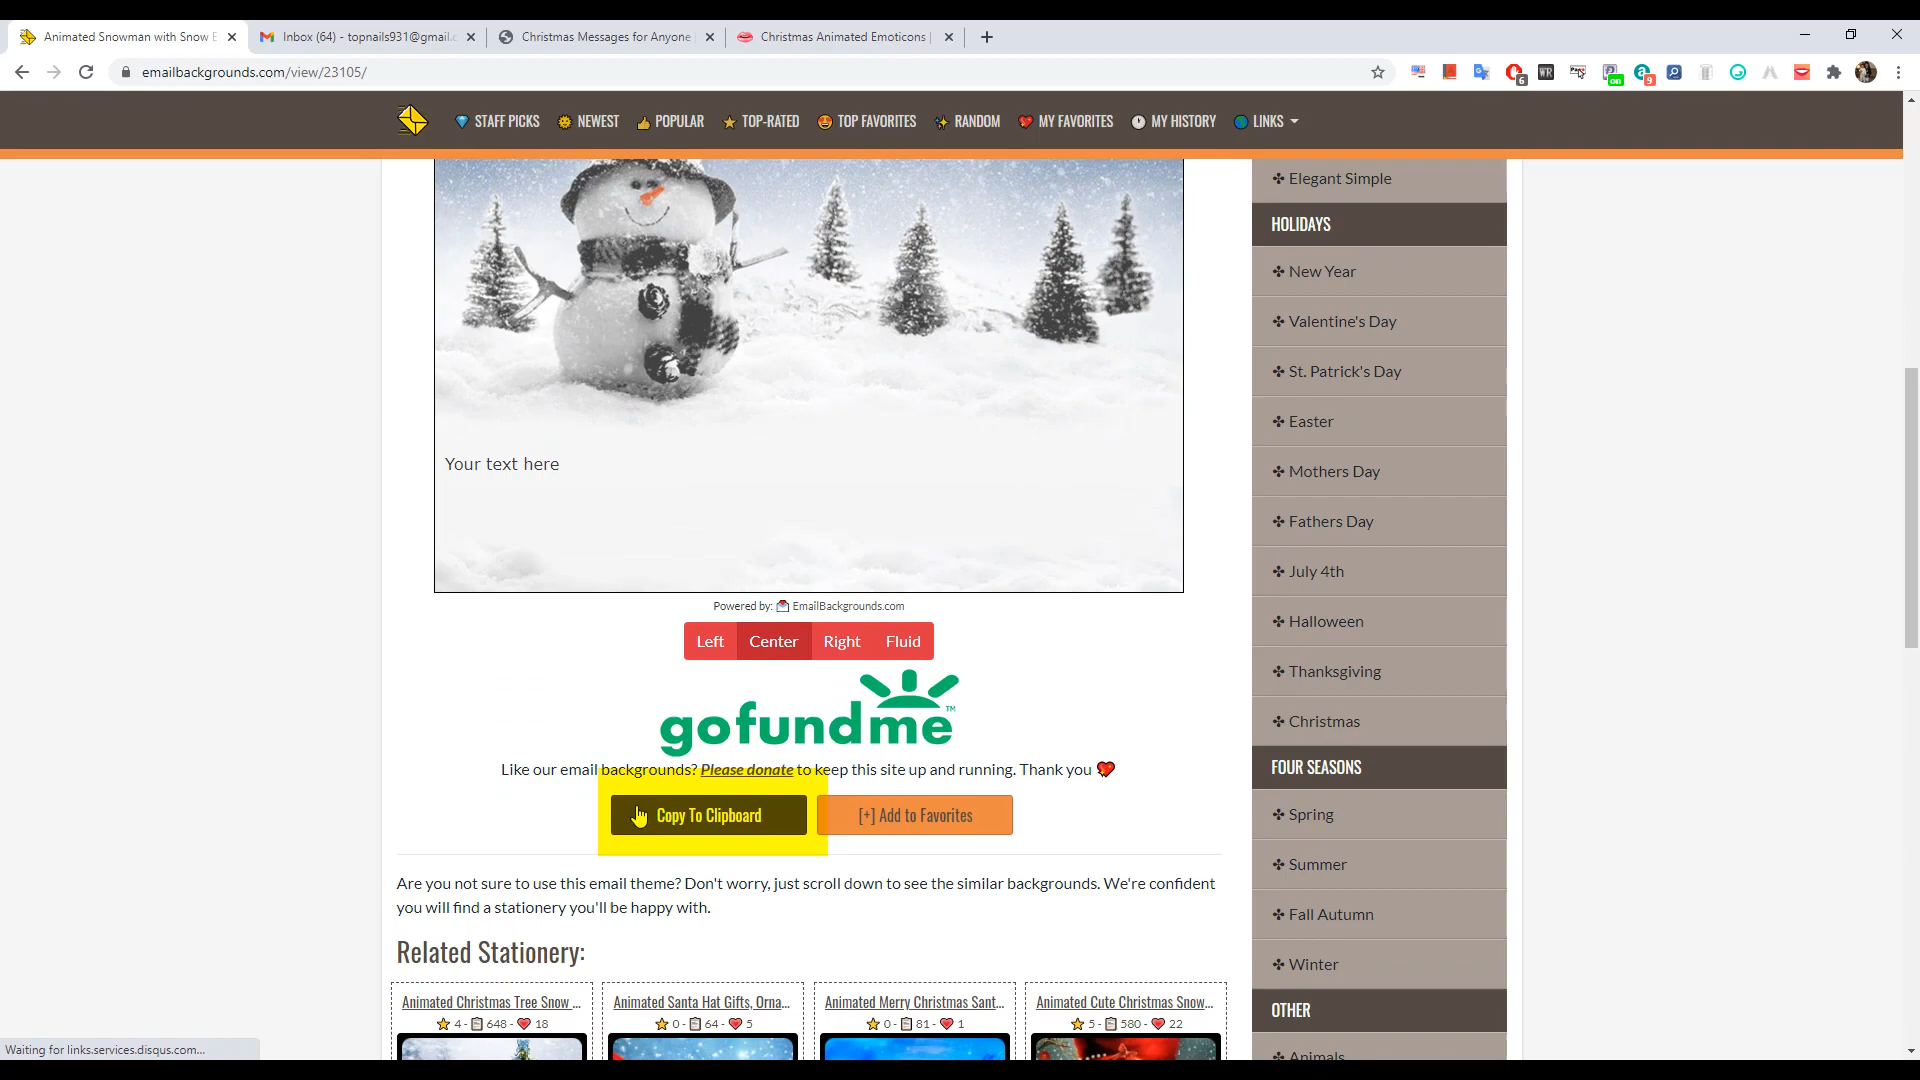 Animated Snowman with Snow E
Inbox (64) - topnails931@gmail.c
Christmas Messages for Anyone
Christmas Animated Emoticons |
emailbackgrounds.com/view/23105/
6
WR
on
9
STAFF PICKS
NEWEST
POPULAR
TOP-RATED
TOP FAVORITES
RANDOM
MY FAVORITES
MY HISTORY
LINKS
Your text here
Powered by: EmailBackgrounds.com
Left
Center
Right
Fluid
gofundme™
Like our email backgrounds? Please donate to keep this site up and running. Thank you
Copy To Clipboard
[+] Add to Favorites
Are you not sure to use this email theme? Don't worry, just scroll down to see the similar backgrounds. We're confident
you will find a stationery you'll be happy with.
Related Stationery:
Animated Christmas Tree Snow ...
4 - 648 - 18
Animated Santa Hat Gifts, Orna...
0 - 64 - 5
Animated Merry Christmas Sant...
0 - 81 - 1
Animated Cute Christmas Snow...
5 - 580 - 22
Elegant Simple
HOLIDAYS
New Year
Valentine's Day
St. Patrick's Day
Easter
Mothers Day
Fathers Day
July 4th
Halloween
Thanksgiving
Christmas
FOUR SEASONS
Spring
Summer
Fall Autumn
Winter
OTHER
Animals
Waiting for links.services.disqus.com...